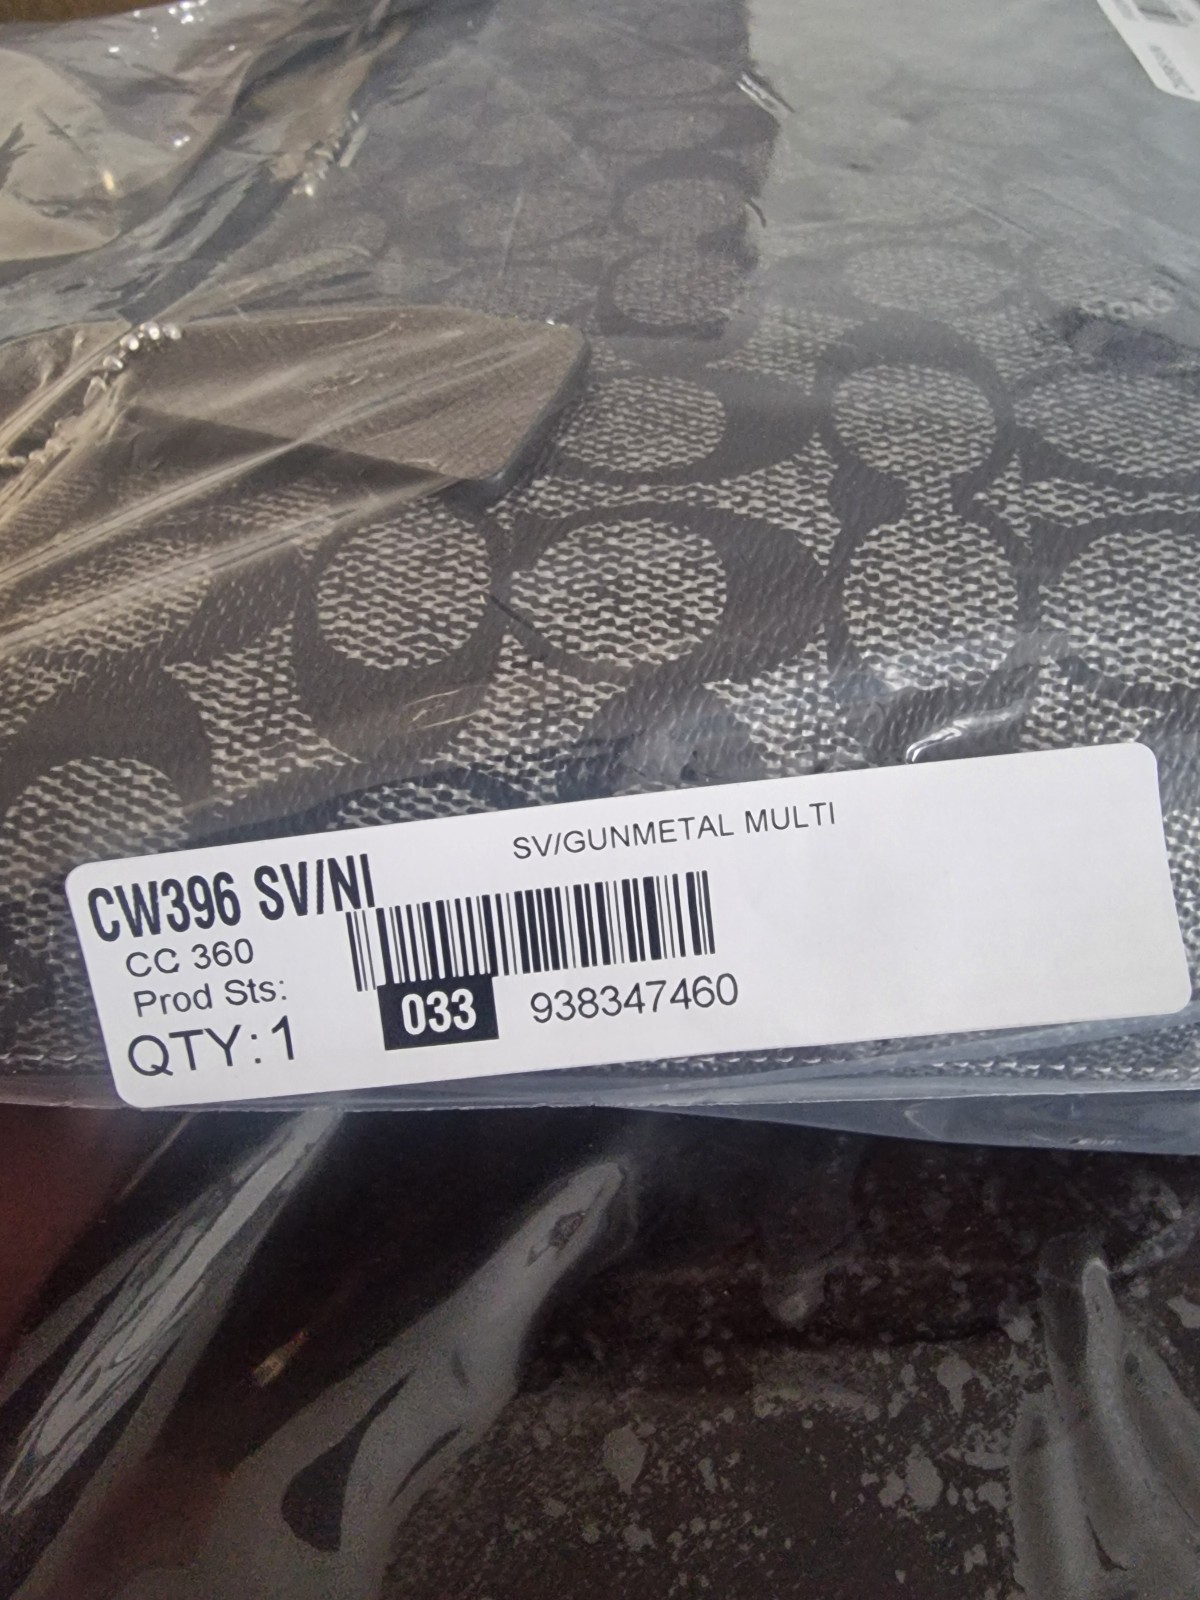 SV/GUNMETAL MULTI
CW396 SV/NI
CC 360
Prod Sts:
QTY:1
033 938347460